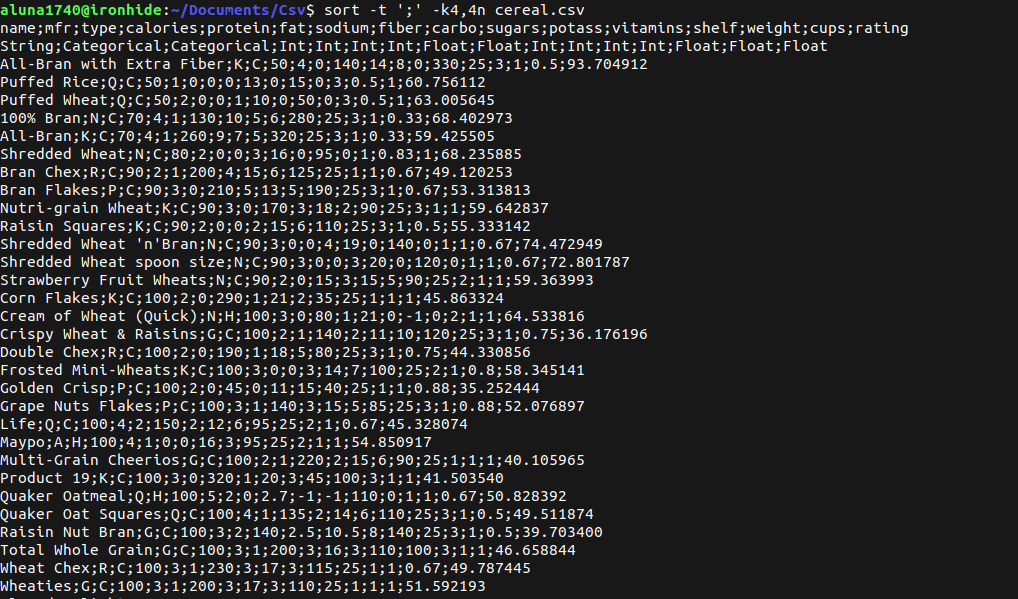 aluna1740@ironhide:~/Documents/Csv$ sort -t ';' -k4,4n cereal.csv
name;mfr;type;calories;protein;fat;sodium;fiber;carbo;sugars;potass;vitamins;shelf;weight;cups;rating
String;Categorical;Categorical;Int;Int;Int;Int;Float;Float;Int;Int;Int;Int;Float;Float;Float
All-Bran with Extra Fiber;K;C;50;4;0;140;14;8;0;330;25;3;1;0.5;93.704912
Puffed Rice;Q;C;50;1;0;0;0;13;0;15;0;3;0.5;1;60.756112
Puffed Wheat;Q;C;50;2;0;0;1;10;0;50;0;3;0.5;1;63.005645
100% Bran;N;C;70;4;1;130;10;5;6;280;25;3;1;0.33;68.402973
All-Bran;K;C;70;4;1;260;9;7;5;320;25;3;1;0.33;59.425505
Shredded Wheat;N;C;80;2;0;0;3;16;0;95;0;1;0.83;1;68.235885
Bran Chex;R;C;90;2;1;200;4;15;6;125;25;1;1;0.67;49.120253
Bran Flakes;P;C;90;3;0;210;5;13;5;190;25;3;1;0.67;53.313813
Nutri-grain Wheat;K;C;90;3;0;170;3;18;2;90;25;3;1;1;59.642837
Raisin Squares;K;C;90;2;0;0;2;15;6;110;25;3;1;0.5;55.333142
Shredded Wheat 'n'Bran;N;C;90;3;0;0;4;19;0;140;0;1;1;0.67;74.472949
Shredded Wheat spoon size;N;C;90;3;0;0;3;20;0;120;0;1;1;0.67;72.801787
Strawberry Fruit Wheats;N;C;90;2;0;15;3;15;5;90;25;2;1;1;59.363993
Corn Flakes;K;C;100;2;0;290;1;21;2;35;25;1;1;1;45.863324
Cream of Wheat (Quick);N;H;100;3;0;80;1;21;0;-1;0;2;1;1;64.533816
Crispy Wheat & Raisins;G;C;100;2;1;140;2;11;10;120;25;3;1;0.75;36.176196
Double Chex;R;C;100;2;0;190;1;18;5;80;25;3;1;0.75;44.330856
Frosted Mini-Wheats;K;C;100;3;0;0;3;14;7;100;25;2;1;0.8;58.345141
Golden Crisp;P;C;100;2;0;45;0;11;15;40;25;1;1;0.88;35.252444
Grape Nuts Flakes;P;C;100;3;1;140;3;15;5;85;25;3;1;0.88;52.076897
Life;Q;C;100;4;2;150;2;12;6;95;25;2;1;0.67;45.328074
Maypo;A;H;100;4;1;0;0;16;3;95;25;2;1;1;54.850917
Multi-Grain Cheerios;G;C;100;2;1;220;2;15;6;90;25;1;1;1;40.105965
Product 19;K;C;100;3;0;320;1;20;3;45;100;3;1;1;41.503540
Quaker Oatmeal;Q;H;100;5;2;0;2.7;-1;-1;110;0;1;1;0.67;50.828392
Quaker Oat Squares;Q;C;100;4;1;135;2;14;6;110;25;3;1;0.5;49.511874
Raisin Nut Bran;G;C;100;3;2;140;2.5;10.5;8;140;25;3;1;0.5;39.703400
Total Whole Grain;G;C;100;3;1;200;3;16;3;110;100;3;1;1;46.658844
Wheat Chex;R;C;100;3;1;230;3;17;3;115;25;1;1;0.67;49.787445
Wheaties;G;C;100;3;1;200;3;17;3;110;25;1;1;1;51.592193